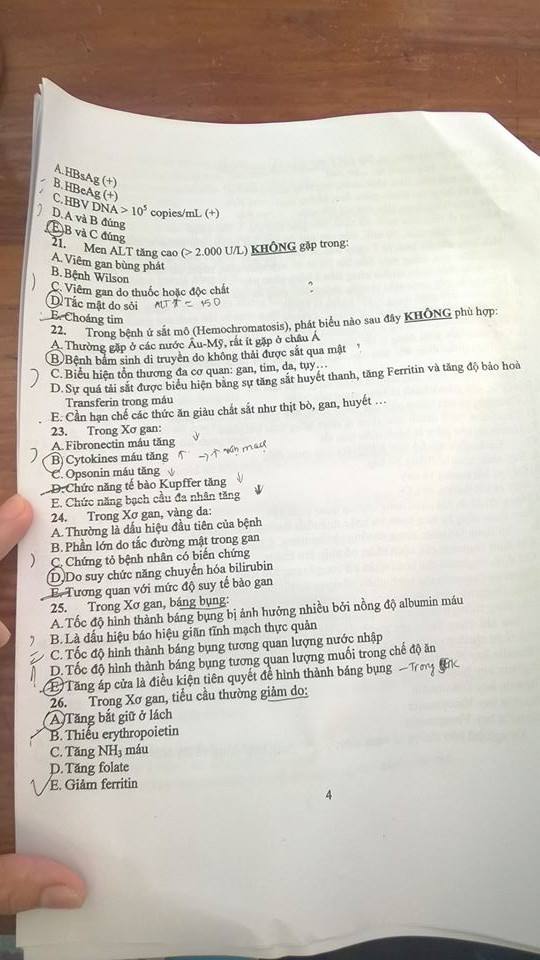 A. HBsAg (+)
B. HBeAg (+)
C. HBV DNA > 10⁵ copies/mL (+)
D. A và B đúng
E. B và C đúng
21. Men ALT tăng cao (> 2.000 U/L) KHÔNG gặp trong:
A. Viêm gan bùng phát
B. Bệnh Wilson
C. Viêm gan do thuốc hoặc độc chất
?
D. Tắc mật do sỏi
E. Choáng tim
22. Trong bệnh ứ sắt mô (Hemochromatosis), phát biểu nào sau đây KHÔNG phù hợp:
A. Thường gặp ở các nước Âu-Mỹ, rất ít gặp ở châu Á
B. Bệnh bẩm sinh di truyền do không thải được sắt qua mật
C. Biểu hiện tổn thương đa cơ quan: gan, tim, da, tụy…
D. Sự quá tải sắt được biểu hiện bằng sự tăng sắt huyết thanh, tăng Ferritin và tăng độ bảo hoà
Transferin trong máu
E. Cần hạn chế các thức ăn giàu chất sắt như thịt bò, gan, huyết …
23. Trong Xơ gan:
A. Fibronectin máu tăng ↓
B. Cytokines máu tăng ↑
C. Opsonin máu tăng ↓
D. Chức năng tế bào Kupffer tăng ↓
E. Chức năng bạch cầu đa nhân tăng ↓
24. Trong Xơ gan, vàng da:
A. Thường là dấu hiệu đầu tiên của bệnh
B. Phần lớn do tắc đường mật trong gan
C. Chứng tỏ bệnh nhân có biến chứng
D. Do suy chức năng chuyển hóa bilirubin
E. Tương quan với mức độ suy tế bào gan
25. Trong Xơ gan, báng bụng:
A. Tốc độ hình thành báng bụng bị ảnh hưởng nhiều bởi nồng độ albumin máu
B. Là dấu hiệu báo hiệu giãn tĩnh mạch thực quản
C. Tốc độ hình thành báng bụng tương quan lượng nước nhập
D. Tốc độ hình thành báng bụng tương quan lượng muối trong chế độ ăn
E. Tăng áp cửa là điều kiện tiên quyết để hình thành báng bụng – Trong
26. Trong Xơ gan, tiểu cầu thường giảm do:
A. Tăng bắt giữ ở lách
B. Thiếu erythropoietin
C. Tăng NH₃ máu
D. Tăng folate
E. Giảm ferritin
4